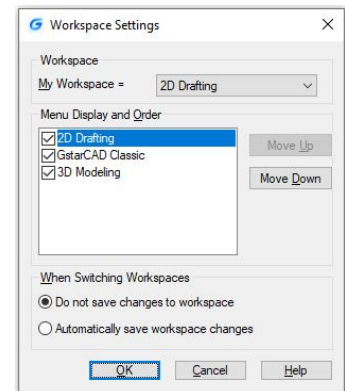 Workspace Settings
Workspace
My Workspace =
2D Drafting
Menu Display and Order
2D Drafting
GstarCAD Classic
3D Modeling
Move Up
Move Down
When Switching Workspaces
Do not save changes to workspace
Automatically save workspace changes
OK
Cancel
Help